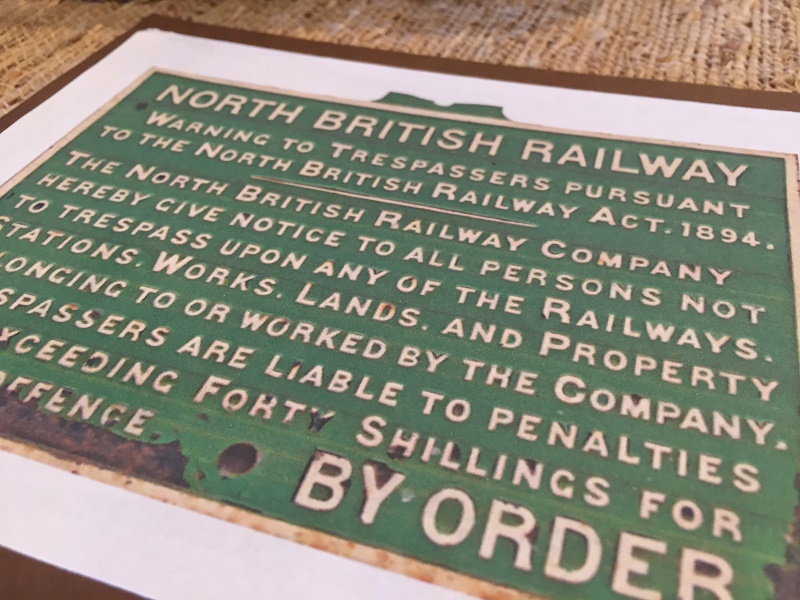 NORTH BRITISH RAILWAY
WARNING TO TRESPASSERS PURSUANT
TO THE NORTH BRITISH RAILWAY ACT. 1894.
THE NORTH BRITISH RAILWAY COMPANY
HEREBY GIVE NOTICE TO ALL PERSONS NOT
TO TRESPASS UPON ANY OF THE RAILWAYS.
STATIONS. WORKS. LANDS. AND PROPERTY
LONGING TO OR WORKED BY THE COMPANY.
SPASSERS ARE LIABLE TO PENALTIES
XCEEDING FORTY SHILLINGS FOR
OFFENCE
BY ORDER